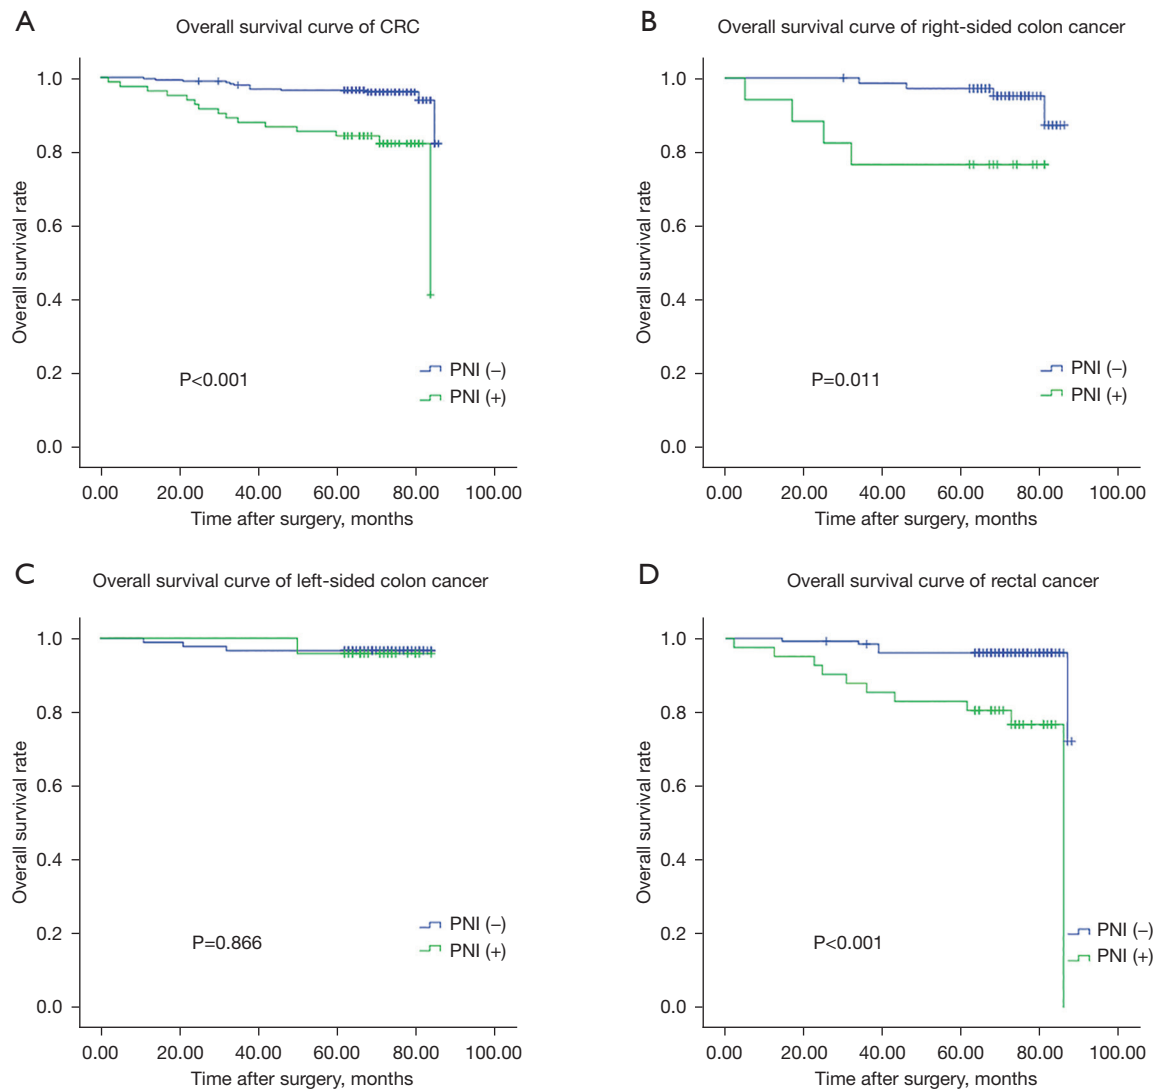 A
Overall survival curve of CRC
Overall survival rate
1.0
0.8
0.6
0.4
0.2
0.0
P<0.001
PNI (–)
PNI (+)
0.00 20.00 40.00 60.00 80.00 100.00
Time after surgery, months
B
Overall survival curve of right-sided colon cancer
Overall survival rate
1.0
0.8
0.6
0.4
0.2
0.0
P=0.011
PNI (–)
PNI (+)
0.00 20.00 40.00 60.00 80.00 100.00
Time after surgery, months
C
Overall survival curve of left-sided colon cancer
Overall survival rate
1.0
0.8
0.6
0.4
0.2
0.0
P=0.866
PNI (–)
PNI (+)
0.00 20.00 40.00 60.00 80.00 100.00
Time after surgery, months
D
Overall survival curve of rectal cancer
Overall survival rate
1.0
0.8
0.6
0.4
0.2
0.0
P<0.001
PNI (–)
PNI (+)
0.00 20.00 40.00 60.00 80.00 100.00
Time after surgery, months